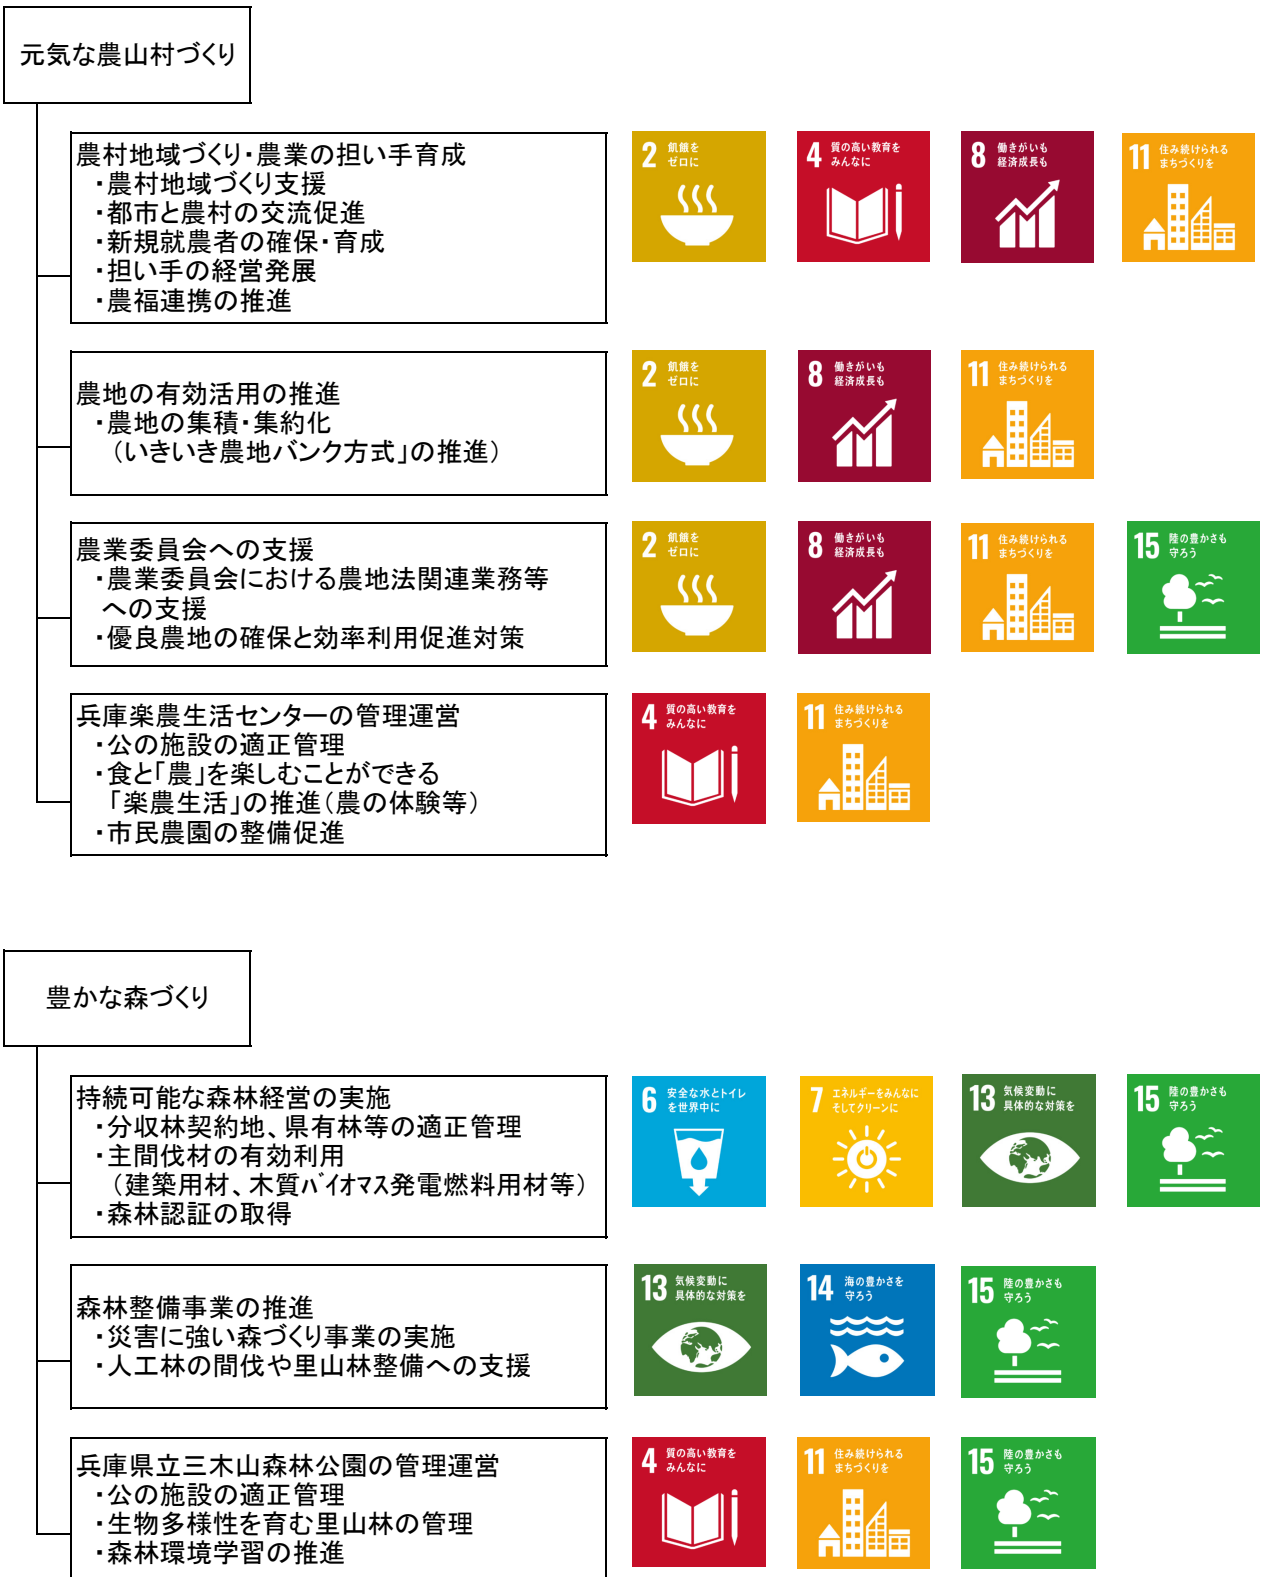 元気な農山村づくり
農村地域づくり・農業の担い手育成
・農村地域づくり支援
・都市と農村の交流促進
・新規就農者の確保・育成
・担い手の経営発展
・農福連携の推進
2 飢餓を
ゼロに
4 質の高い教育を
みんなに
8 働きがいも
経済成長も
11 住み続けられる
まちづくりを
農地の有効活用の推進
・農地の集積・集約化
（いきいき農地バンク方式」の推進）
2 飢餓を
ゼロに
8 働きがいも
経済成長も
11 住み続けられる
まちづくりを
農業委員会への支援
・農業委員会における農地法関連業務等
への支援
・優良農地の確保と効率利用促進対策
2 飢餓を
ゼロに
8 働きがいも
経済成長も
11 住み続けられる
まちづくりを
15 陸の豊かさも
守ろう
兵庫楽農生活センターの管理運営
・公の施設の適正管理
・食と「農」を楽しむことができる
「楽農生活」の推進（農の体験等）
・市民農園の整備促進
4 質の高い教育を
みんなに
11 住み続けられる
まちづくりを
豊かな森づくり
持続可能な森林経営の実施
・分収林契約地、県有林等の適正管理
・主間伐材の有効利用
（建築用材、木質ﾊﾞｲｵﾏｽ発電燃料用材等）
・森林認証の取得
6 安全な水とトイレ
を世界中に
7 エネルギーをみんなに
そしてクリーンに
13 気候変動に
具体的な対策を
15 陸の豊かさも
守ろう
森林整備事業の推進
・災害に強い森づくり事業の実施
・人工林の間伐や里山林整備への支援
13 気候変動に
具体的な対策を
14 海の豊かさを
守ろう
15 陸の豊かさも
守ろう
兵庫県立三木山森林公園の管理運営
・公の施設の適正管理
・生物多様性を育む里山林の管理
・森林環境学習の推進
4 質の高い教育を
みんなに
11 住み続けられる
まちづくりを
15 陸の豊かさも
守ろう